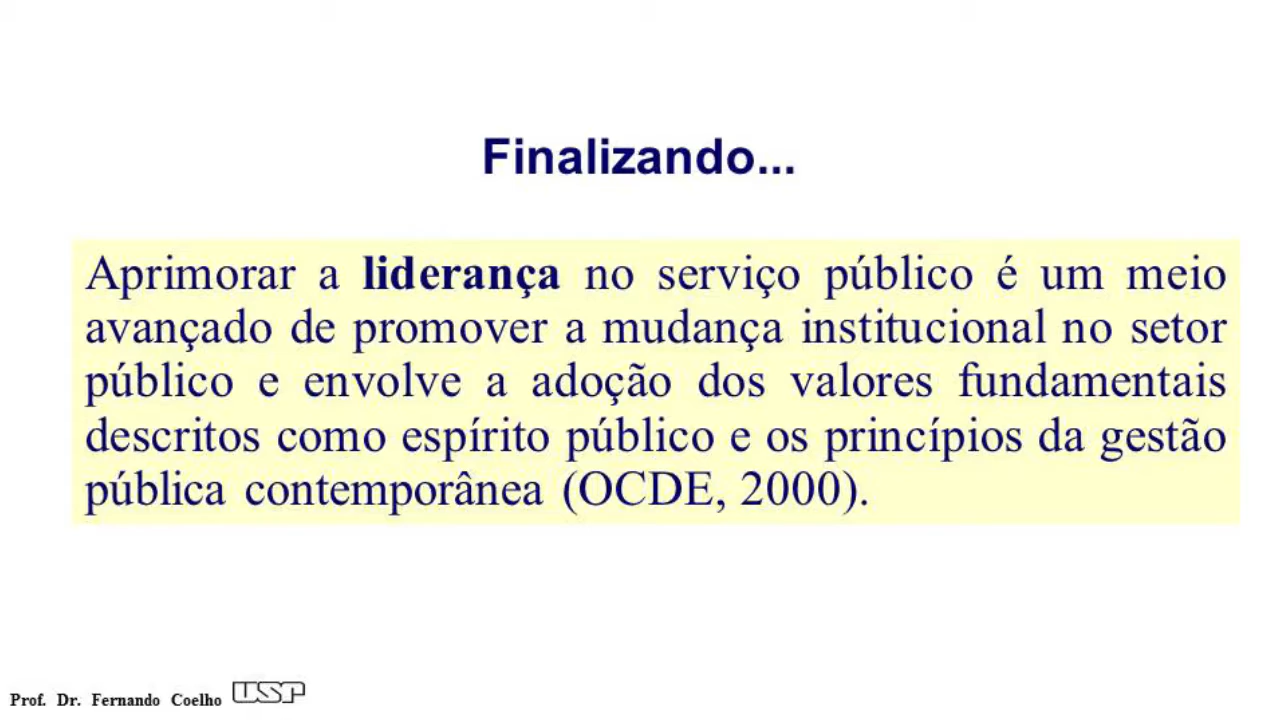 Finalizando...
Aprimorar a liderança no serviço público é um meio
avançado de promover a mudança institucional no setor
público e envolve a adoção dos valores fundamentais
descritos como espírito público e os princípios da gestão
pública contemporânea (OCDE, 2000).
Prof. Dr. Fernando Coelho USP